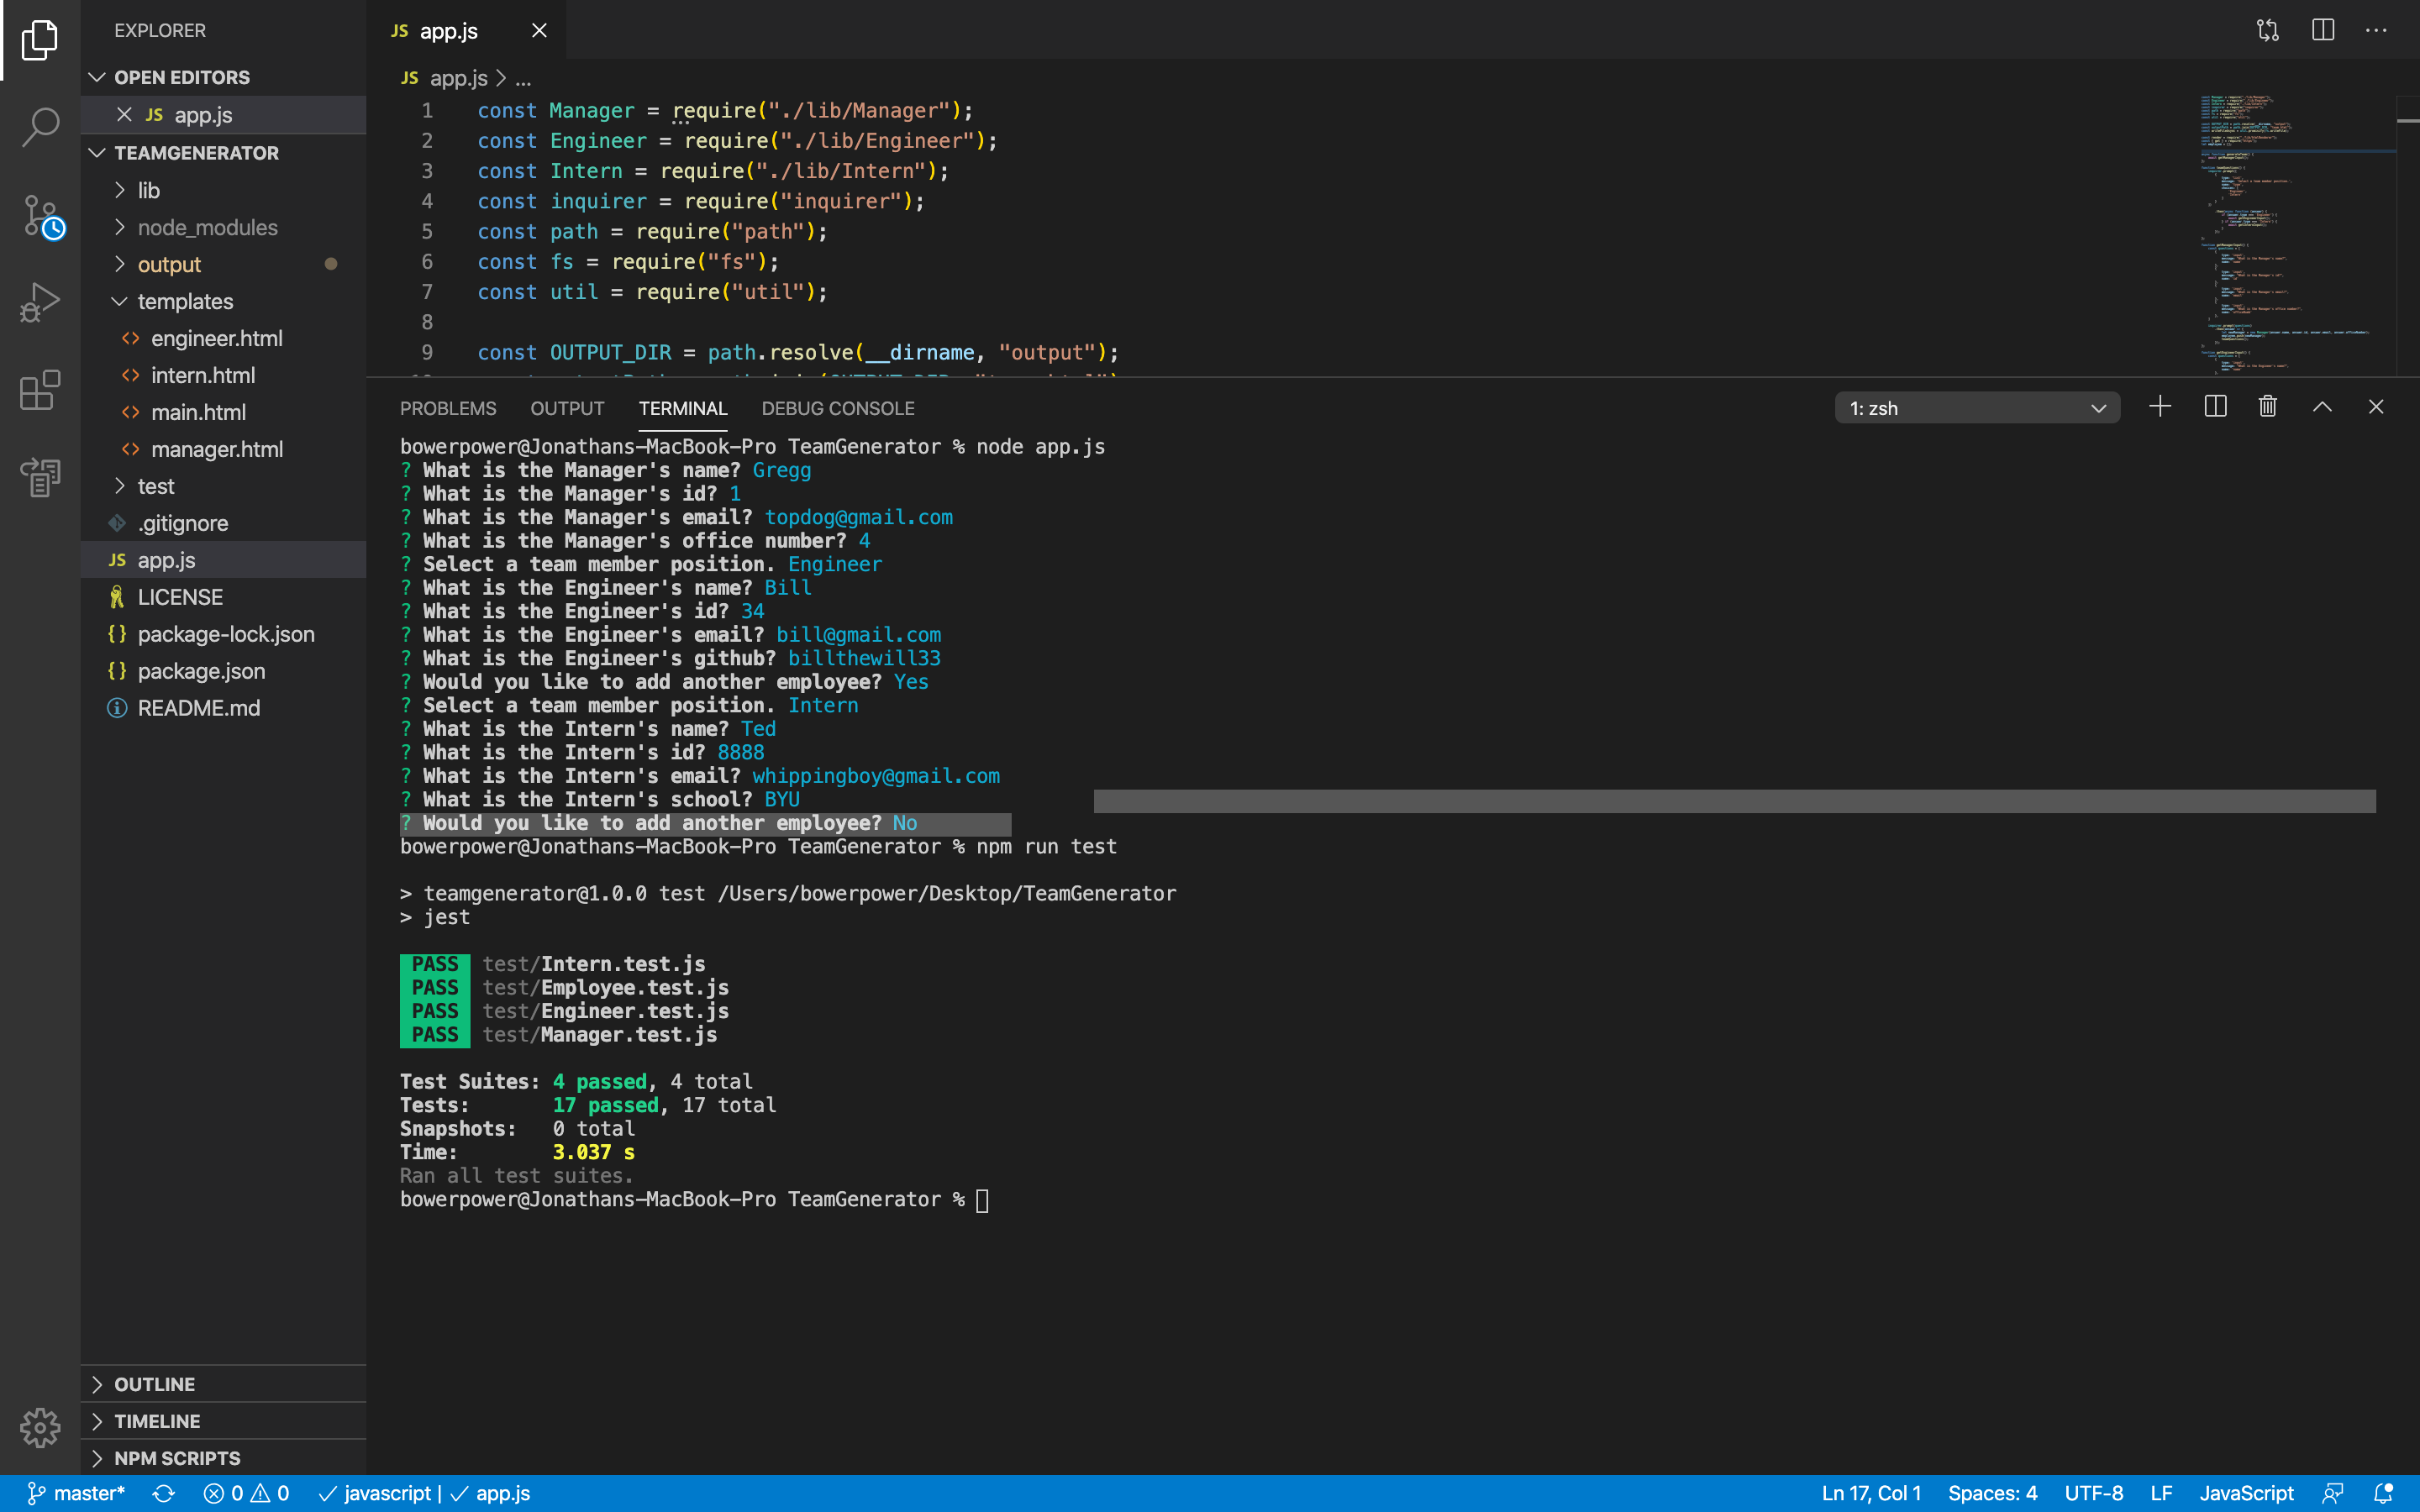 EXPLORER
OPEN EDITORS
JS app.js
TEAMGENERATOR
lib
node_modules
output
templates
<> engineer.html
<> intern.html
<> main.html
<> manager.html
test
.gitignore
JS app.js
LICENSE
{} package-lock.json
{} package.json
README.md
OUTLINE
TIMELINE
NPM SCRIPTS
JS app.js
JS app.js > ...
1 const Manager = require("./lib/Manager");
2 const Engineer = require("./lib/Engineer");
3 const Intern = require("./lib/Intern");
4 const inquirer = require("inquirer");
5 const path = require("path");
6 const fs = require("fs");
7 const util = require("util");
8
9 const OUTPUT_DIR = path.resolve(__dirname, "output");
PROBLEMS OUTPUT TERMINAL DEBUG CONSOLE 1: zsh
bowerpower@Jonathans-MacBook-Pro TeamGenerator % node app.js
? What is the Manager's name? Gregg
? What is the Manager's id? 1
? What is the Manager's email? topdog@gmail.com
? What is the Manager's office number? 4
? Select a team member position. Engineer
? What is the Engineer's name? Bill
? What is the Engineer's id? 34
? What is the Engineer's email? bill@gmail.com
? What is the Engineer's github? billthewill33
? Would you like to add another employee? Yes
? Select a team member position. Intern
? What is the Intern's name? Ted
? What is the Intern's id? 8888
? What is the Intern's email? whippingboy@gmail.com
? What is the Intern's school? BYU
? Would you like to add another employee? No
bowerpower@Jonathans-MacBook-Pro TeamGenerator % npm run test
> teamgenerator@1.0.0 test /Users/bowerpower/Desktop/TeamGenerator
> jest
PASS test/Intern.test.js
PASS test/Employee.test.js
PASS test/Engineer.test.js
PASS test/Manager.test.js
Test Suites: 4 passed, 4 total
Tests: 17 passed, 17 total
Snapshots: 0 total
Time: 3.037 s
Ran all test suites.
bowerpower@Jonathans-MacBook-Pro TeamGenerator %
master* 0 0 javascript | app.js Ln 17, Col 1 Spaces: 4 UTF-8 LF JavaScript